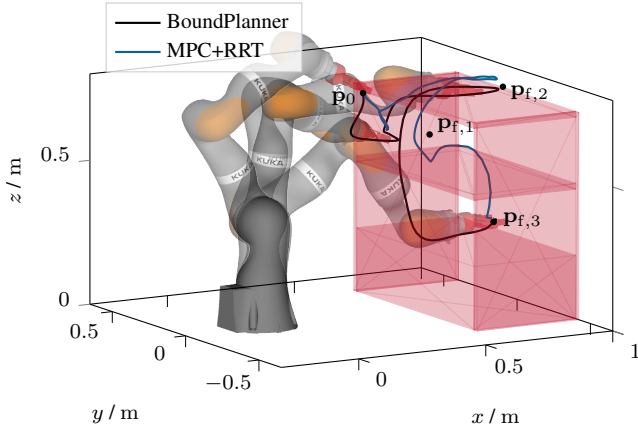 BoundPlanner
MPC+RRT
p0
pf,2
pf,1
pf,3
KUKA
KUKA
KUKA
KUKA
0.5
0
z / m
0.5
0
−0.5
y / m
0
0.5
1
x / m